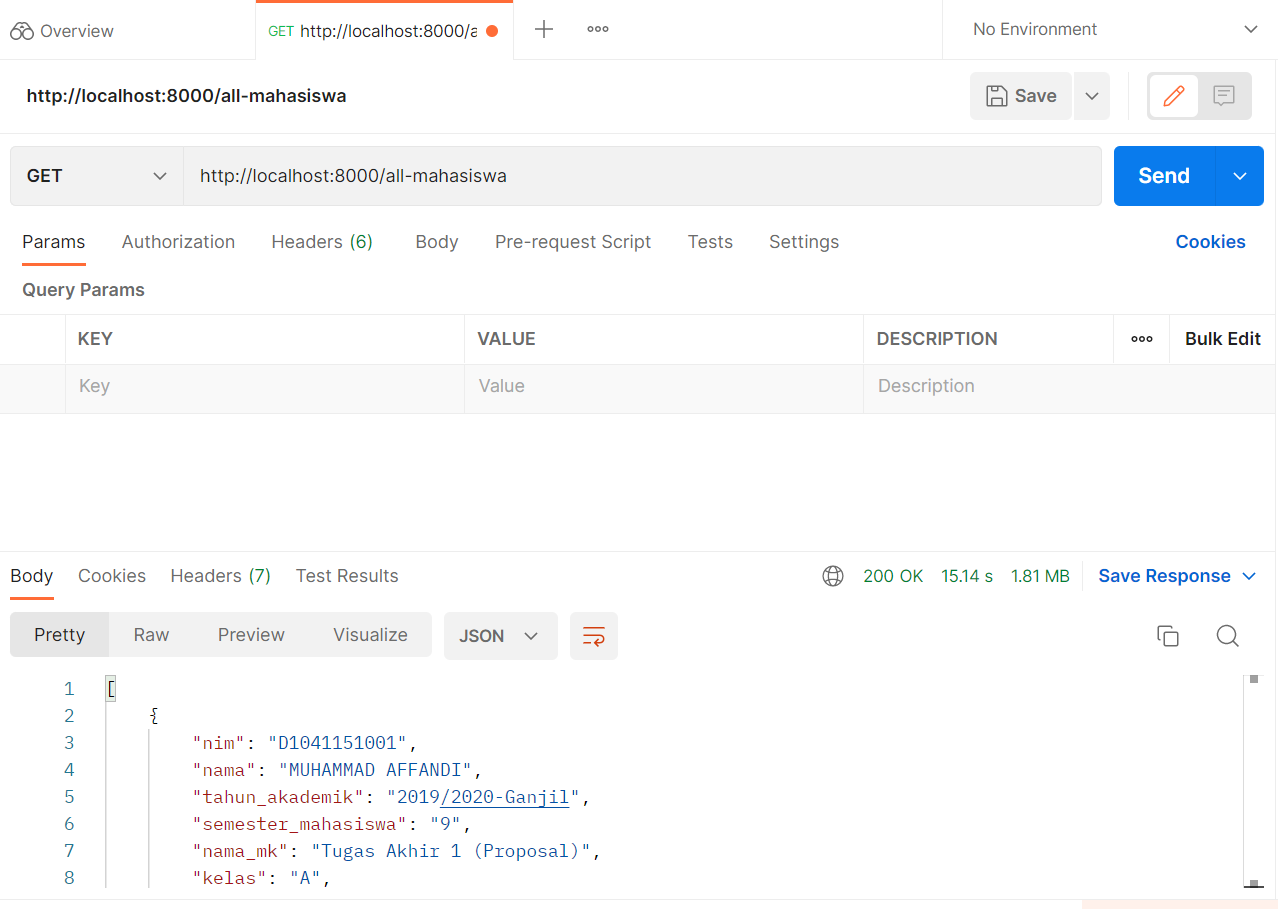 Overview
GET http://localhost:8000/a
No Environment
http://localhost:8000/all-mahasiswa
Save
GET
http://localhost:8000/all-mahasiswa
Send
Params Authorization Headers (6) Body Pre-request Script Tests Settings Cookies
Query Params
KEY VALUE DESCRIPTION Bulk Edit
Key Value Description
Body Cookies Headers (7) Test Results 200 OK 15.14 s 1.81 MB Save Response
Pretty Raw Preview Visualize JSON
1 [
2 {
3 "nim": "D1041151001",
4 "nama": "MUHAMMAD AFFANDI",
5 "tahun_akademik": "2019/2020-Ganjil",
6 "semester_mahasiswa": "9",
7 "nama_mk": "Tugas Akhir 1 (Proposal)",
8 "kelas": "A",